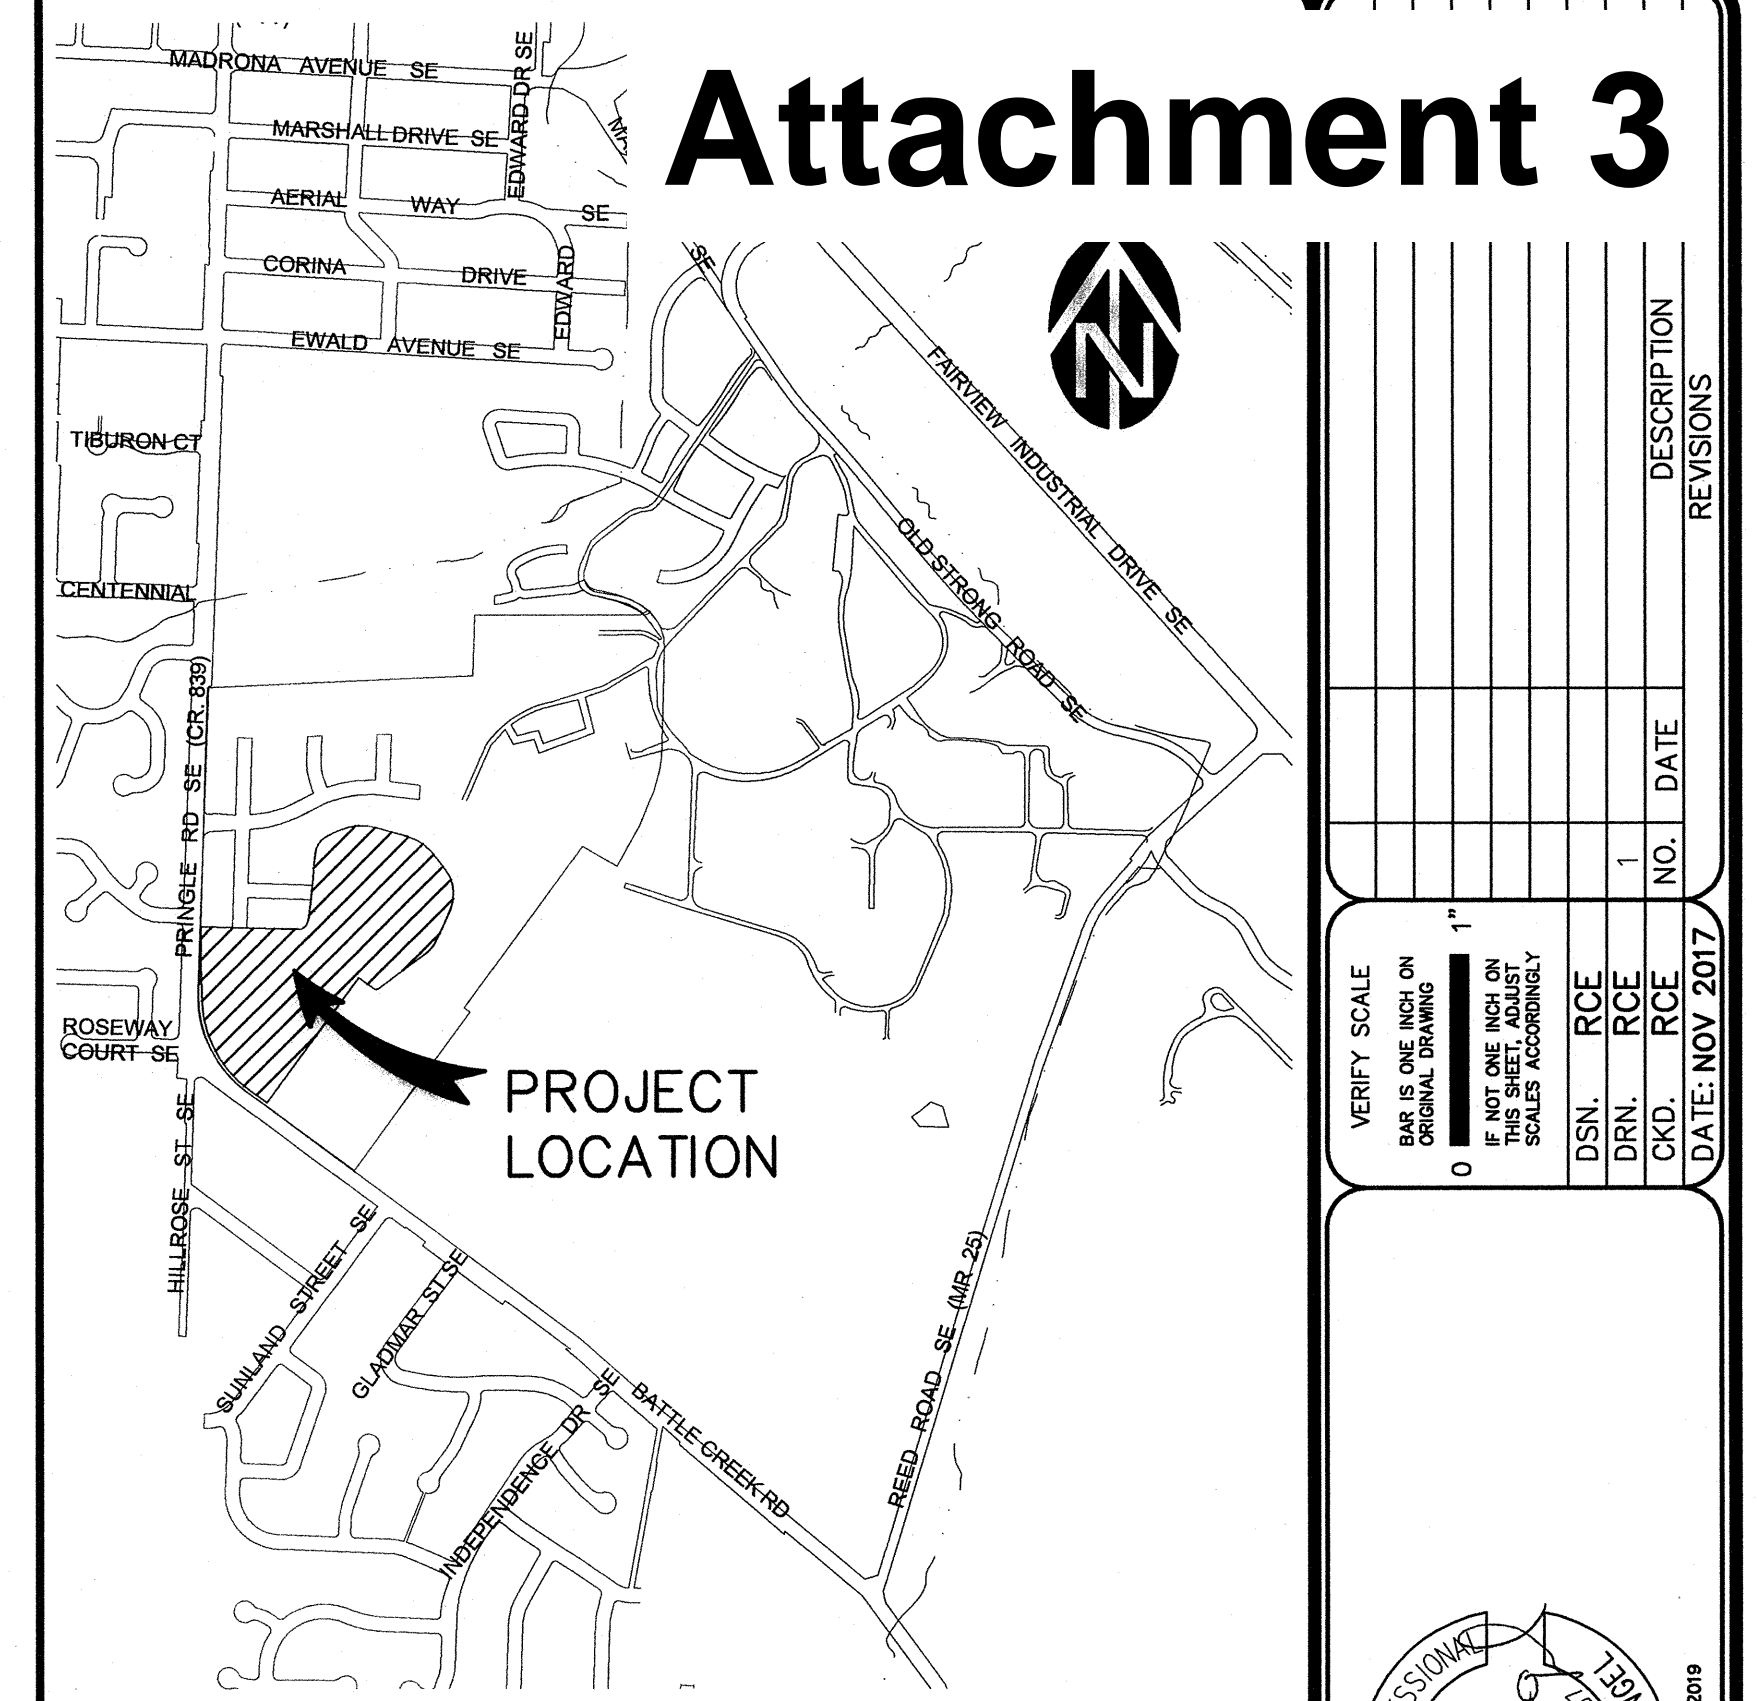 Attachment 3
MADRONA AVENUE SE
EDWARD DR SE
MARSHALL DRIVE SE
AERIAL WAY SE
CORINA DRIVE
EDWARD
EWALD AVENUE SE
SE
N
TIBURON CT
CENTENNIAL
FAIRVIEW INDUSTRIAL DRIVE SE
OLD STRONG ROAD SE
PRINGLE RD SE (CR. 839)
ROSEWAY
COURT SE
HILLROSE ST SE
PROJECT
LOCATION
SUNLAND STREET SE
GLADMAR ST SE
INDEPENDENCE DR SE
BATTLE CREEK RD
REED ROAD SE (MR 25)
REVISIONS
DESCRIPTION
NO. DATE
1
VERIFY SCALE
BAR IS ONE INCH ON
ORIGINAL DRAWING
0 1"
IF NOT ONE INCH ON
THIS SHEET, ADJUST
SCALES ACCORDINGLY
DSN. RCE
DRN. RCE
CKD. RCE
DATE: NOV 2017
2019